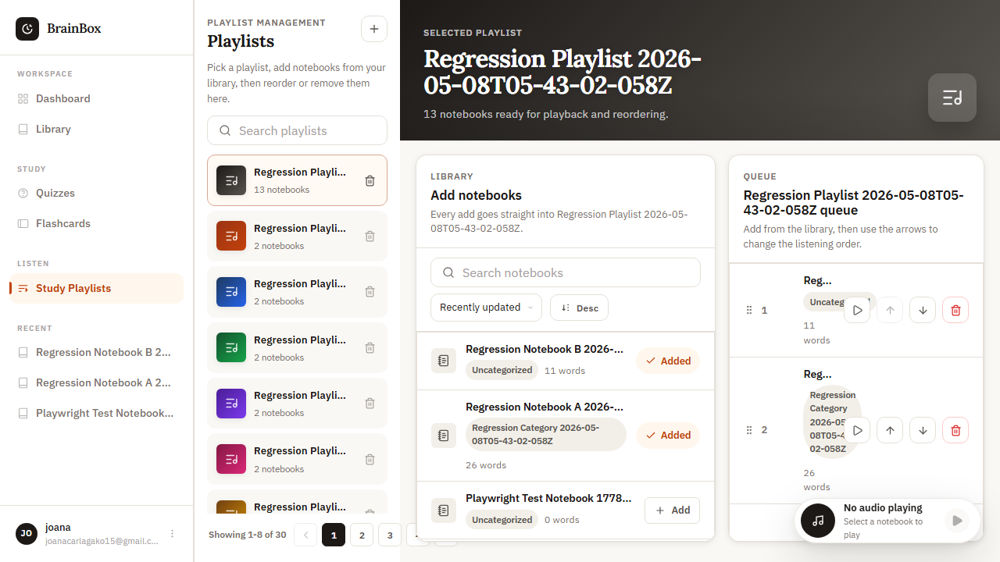 BrainBox
WORKSPACE
Dashboard
Library
STUDY
Quizzes
Flashcards
LISTEN
Study Playlists
RECENT
Regression Notebook B 2...
Regression Notebook A 2...
Playwright Test Notebook...
JO
joana
joanacarlagako15@gmail.c...
PLAYLIST MANAGEMENT
Playlists
Pick a playlist, add notebooks from your
library, then reorder or remove them
here.
Search playlists
Regression Playli...
13 notebooks
Regression Playli...
2 notebooks
Regression Playli...
2 notebooks
Regression Playli...
2 notebooks
Regression Playli...
2 notebooks
Regression Playli...
2 notebooks
Regression Playli...
Showing 1-8 of 30
1
2
3
SELECTED PLAYLIST
Regression Playlist 2026-
05-08T05-43-02-058Z
13 notebooks ready for playback and reordering.
LIBRARY
Add notebooks
Every add goes straight into Regression Playlist 2026-05-
08T05-43-02-058Z.
Search notebooks
Recently updated
Desc
Regression Notebook B 2026-...
Uncategorized
11 words
Added
Regression Notebook A 2026-...
Regression Category 2026-05-
08T05-43-02-058Z
26 words
Added
Playwright Test Notebook 1778...
Uncategorized
0 words
Add
QUEUE
Regression Playlist 2026-05-08T05-
43-02-058Z queue
Add from the library, then use the arrows to
change the listening order.
1
Reg...
11
words
2
Reg...
Regression
Category
2026-05
08T05-4
02-058Z
26
words
No audio playing
Select a notebook to
play